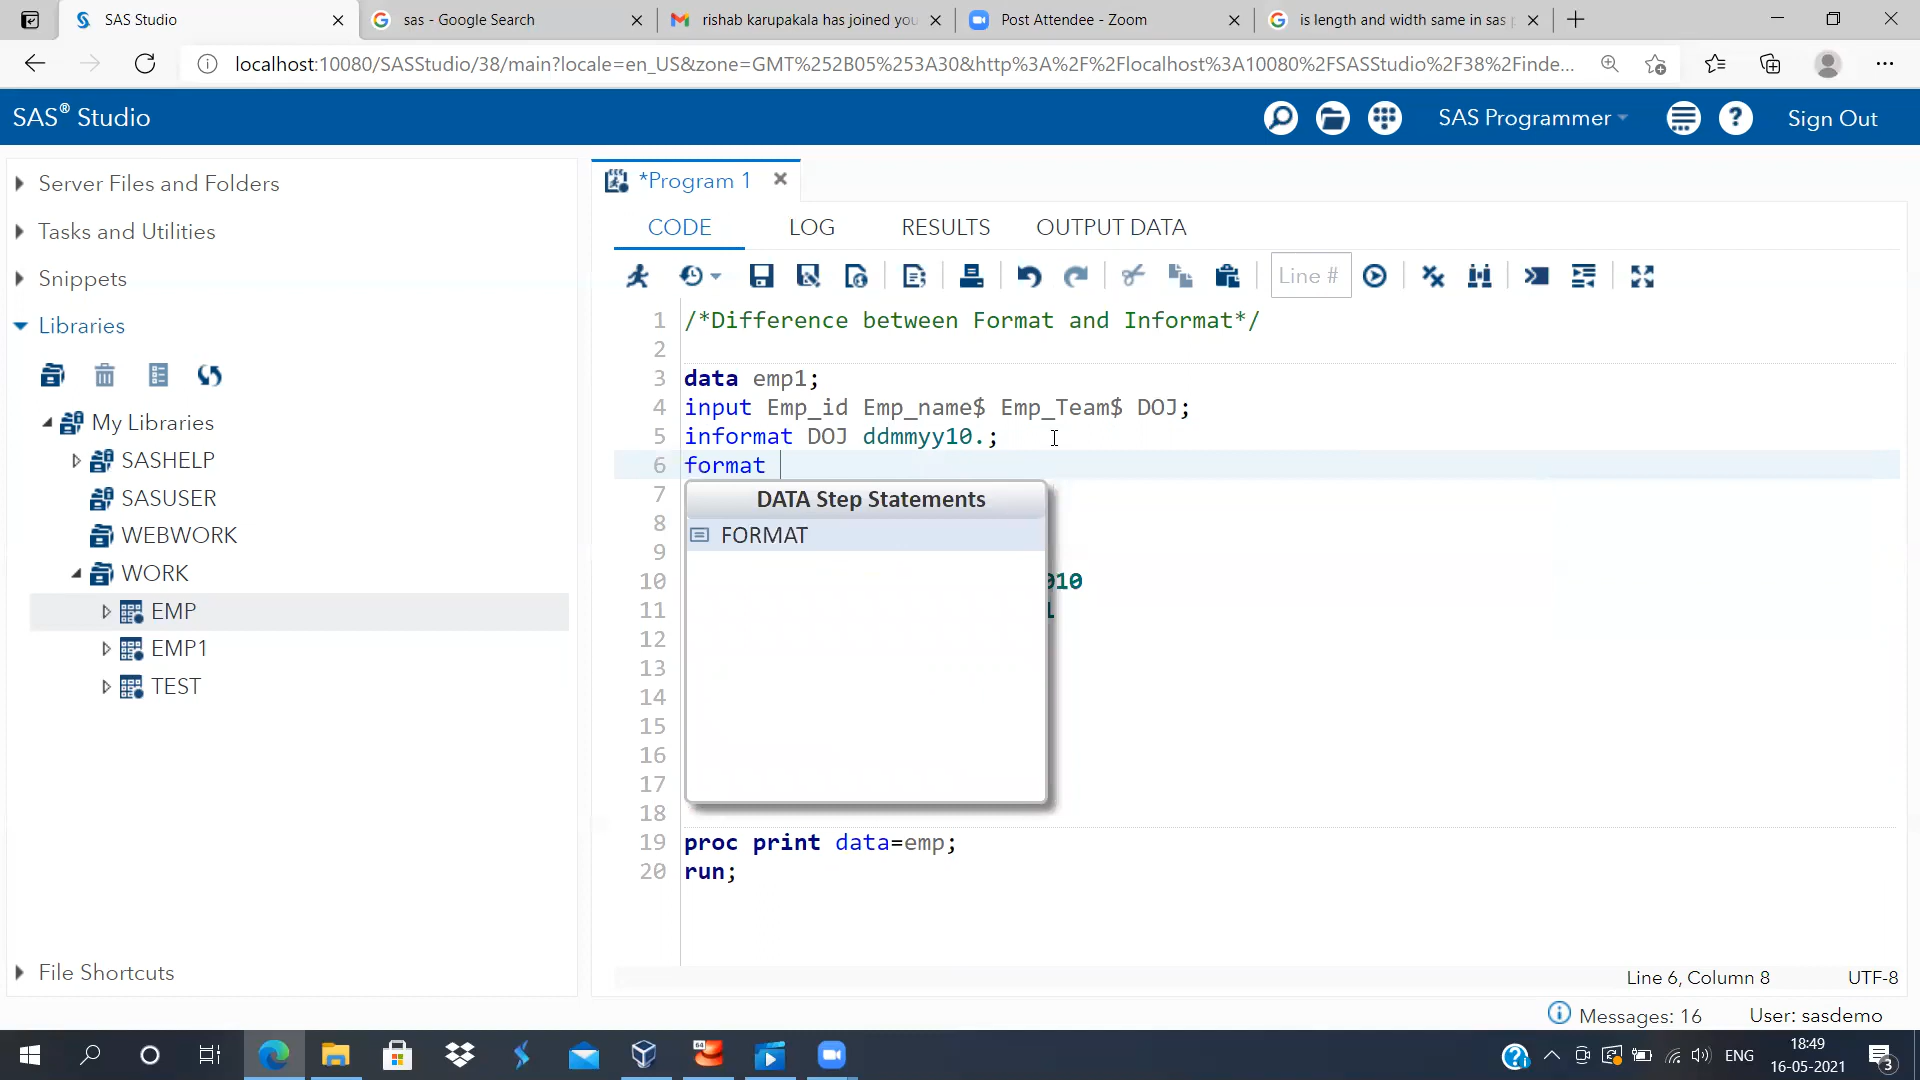 SAS Studio
sas - Google Search
rishab karupakala has joined you
Post Attendee - Zoom
is length and width same in sas
localhost:10080/SASStudio/38/main?locale=en_US&zone=GMT%252B05%253A30&http%3A%2F%2Flocalhost%3A10080%2FSASStudio%2F38%2Finde...
SAS® Studio
SAS Programmer
Sign Out
Server Files and Folders
Tasks and Utilities
Snippets
Libraries
My Libraries
SASHELP
SASUSER
WEBWORK
WORK
EMP
EMP1
TEST
File Shortcuts
*Program 1
CODE LOG RESULTS OUTPUT DATA
Line #
1 /*Difference between Format and Informat*/
2
3 data emp1;
4 input Emp_id Emp_name$ Emp_Team$ DOJ;
5 informat DOJ ddmmyy10.;
6 format
7
DATA Step Statements
8
FORMAT
9
10 010
11 1
12
13
14
15
16
17
18
19 proc print data=emp;
20 run;
Line 6, Column 8 UTF-8
Messages: 16 User: sasdemo
64
ENG
18:49
16-05-2021
3